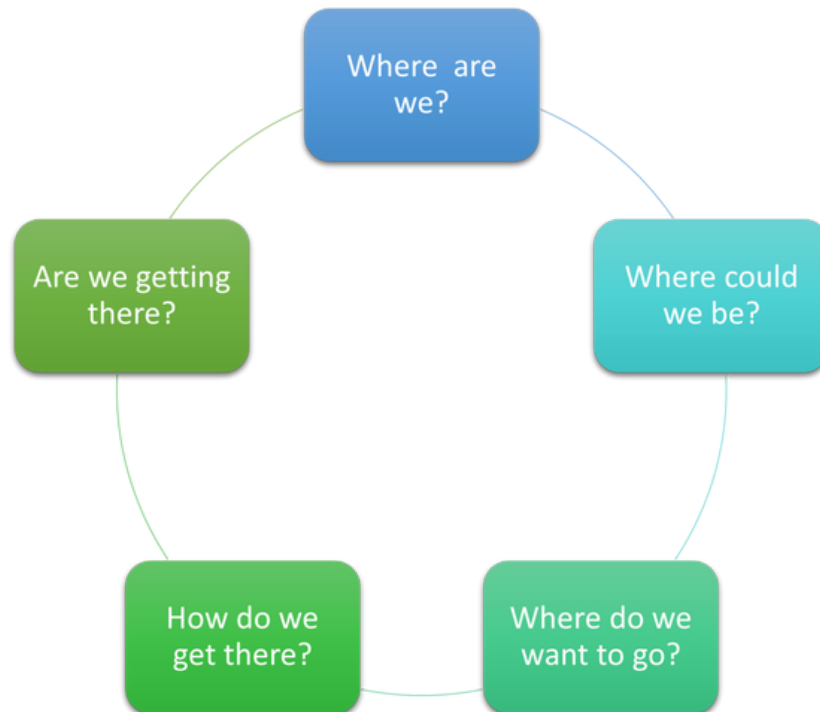 Where  are
we?
Where could
we be?
Where do we
want to go?
How do we
get there?
Are we getting
there?